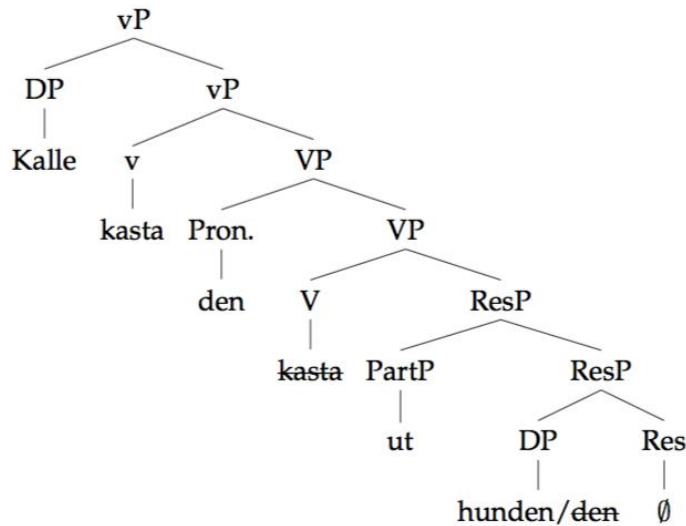 vP
DP vP
Kalle v VP
kasta Pron. VP
den V ResP
kasta PartP ResP
ut DP Res
hunden/den ∅